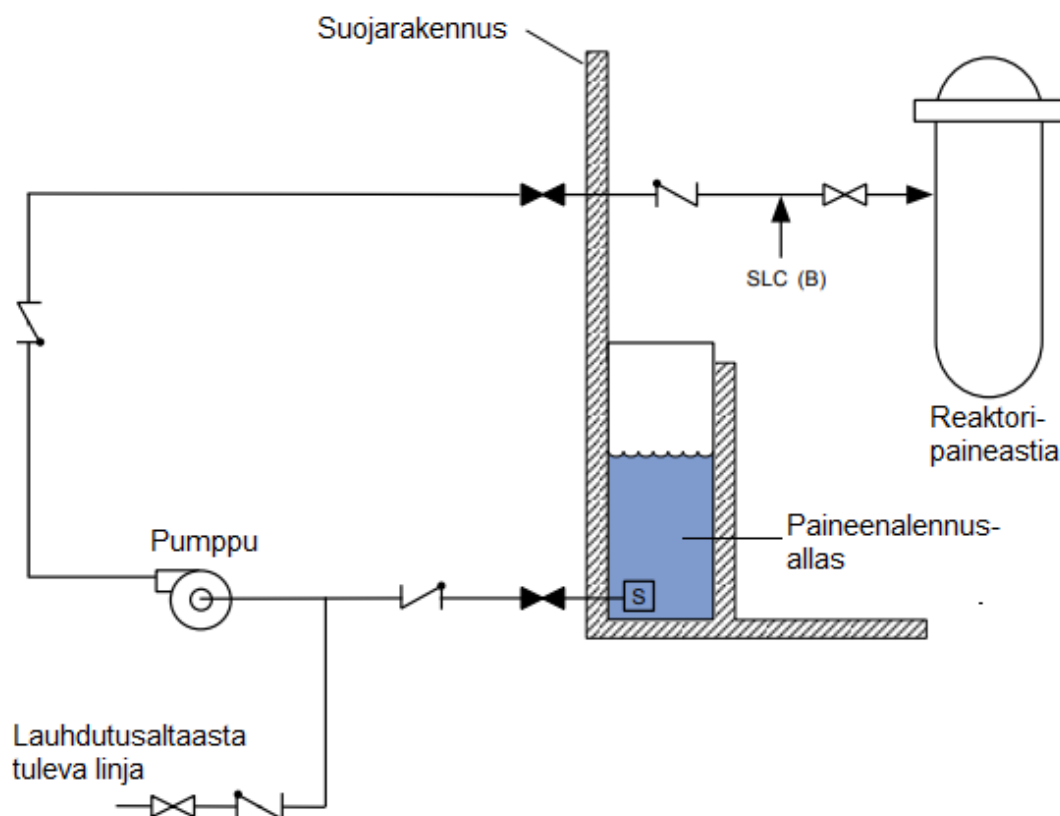 Suojarakennus
SLC (B)
Reaktori-
paineastia
Paineenalennus-
allas
Pumppu
S
Lauhdutusaltaasta
tuleva linja